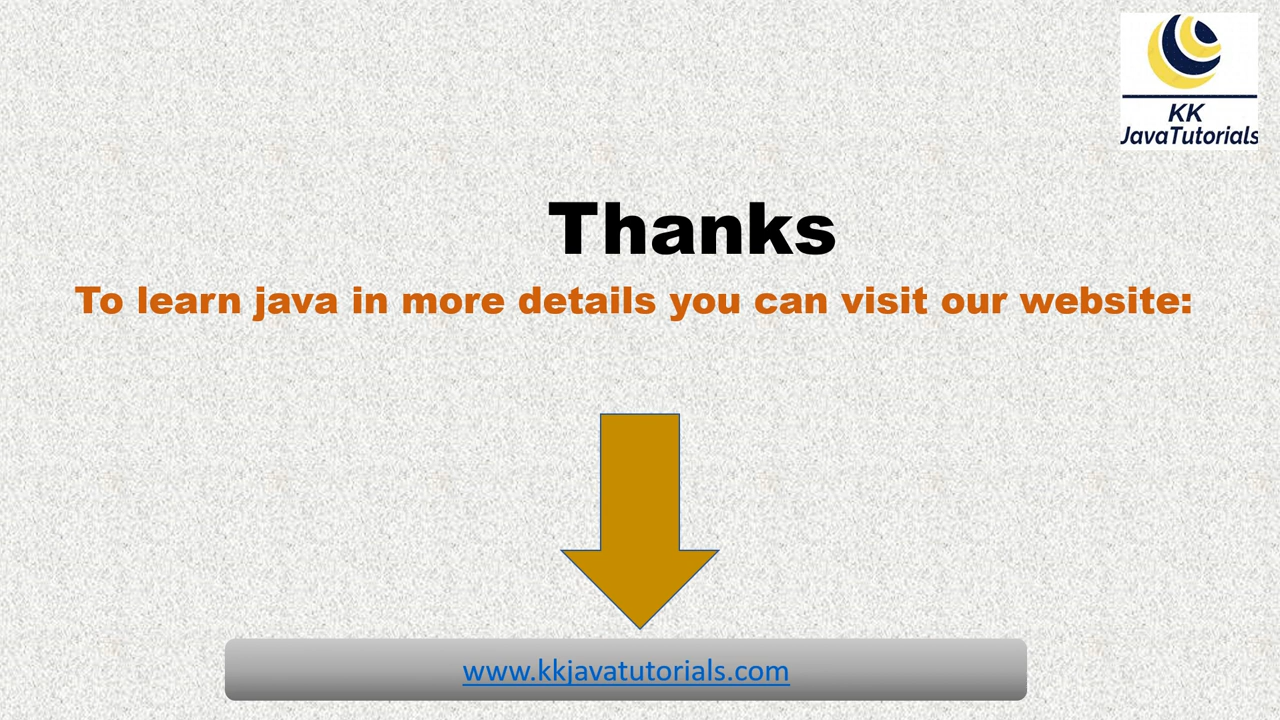 KK
JavaTutorials
Thanks
To learn java in more details you can visit our website:
www.kkjavatutorials.com